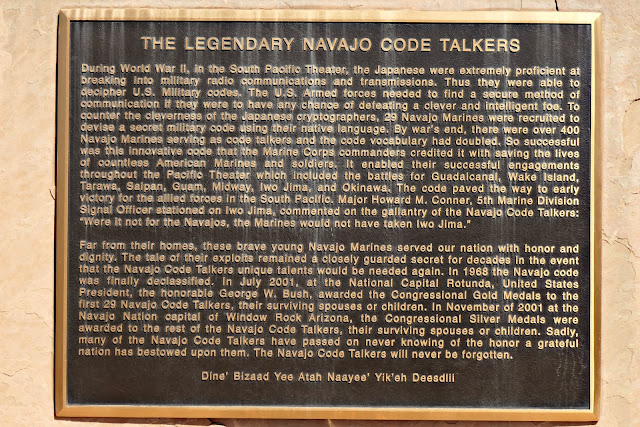 THE LEGENDARY NAVAJO CODE TALKERS
During World War II, in the South Pacific Theater, the Japanese were extremely proficient at
breaking into military radio communications and transmissions. Thus they were able to
decipher U.S. Military codes. The U.S. Armed forces needed to find a secure method of
communication if they were to have any chance of defeating a clever and intelligent foe. To
counter the cleverness of the Japanese cryptographers, 29 Navajo Marines were recruited to
devise a secret military code using their native language. By war's end, there were over 400
Navajo Marines serving as code talkers and the code vocabulary had doubled. So successful
was this innovative code that the Marine Corps commanders credited it with saving the lives
of countless American Marines and soldiers. It enabled their successful engagements
throughout the Pacific Theater which included the battles for Guadalcanal, Wake Island,
Tarawa, Saipan, Guam, Midway, Iwo Jima, and Okinawa. The code paved the way to early
victory for the allied forces in the South Pacific. Major Howard M. Conner, 5th Marine Division
Signal Officer stationed on Iwo Jima, commented on the gallantry of the Navajo Code Talkers:
"Were it not for the Navajos, the Marines would not have taken Iwo Jima."
Far from their homes, these brave young Navajo Marines served our nation with honor and
dignity. The tale of their exploits remained a closely guarded secret for decades in the event
that the Navajo Code Talkers unique talents would be needed again. In 1968 the Navajo code
was finally declassified. In July 2001, at the National Capital Rotunda, United States
President, the honorable George W. Bush, awarded the Congressional Gold Medals to the
first 29 Navajo Code Talkers, their surviving spouses or children. In November of 2001 at the
Navajo Nation capital of Window Rock Arizona, the Congressional Silver Medals were
awarded to the rest of the Navajo Code Talkers, their surviving spouses or children. Sadly,
many of the Navajo Code Talkers have passed on never knowing of the honor a grateful
nation has bestowed upon them. The Navajo Code Talkers will never be forgotten.
Dine' Bizaad Yee Atah Naayee' Yik'eh Deesdlii